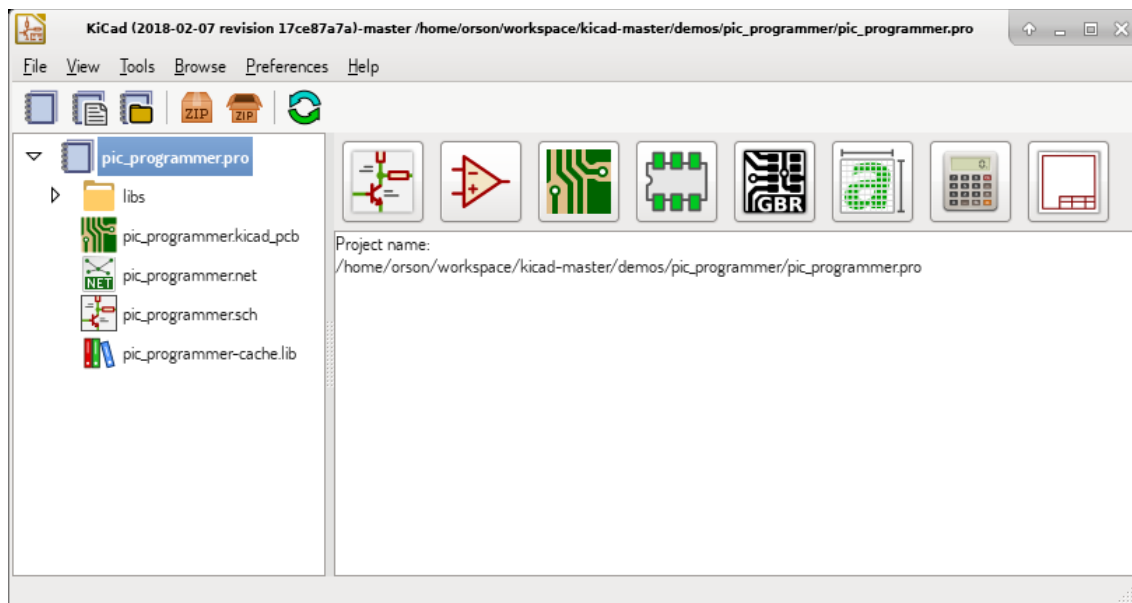 KiCad (2018-02-07 revision 17ce87a7a)-master /home/orson/workspace/kicad-master/demos/pic_programmer/pic_programmer.pro
File View Tools Browse Preferences Help
ZIP ZIP
pic_programmer.pro
libs
pic_programmer.kicad_pcb
NET pic_programmer.net
pic_programmer.sch
pic_programmer-cache.lib
GBR a 0.
Project name:
/home/orson/workspace/kicad-master/demos/pic_programmer/pic_programmer.pro